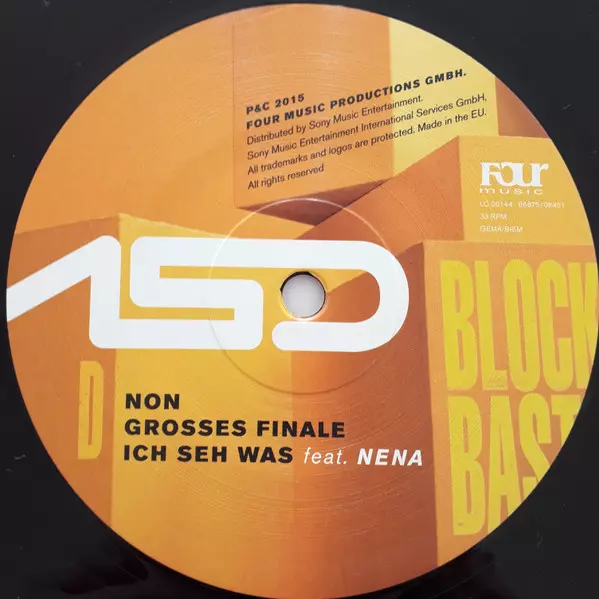 P&C 2015
FOUR MUSIC PRODUCTIONS GMBH.
Distributed by Sony Music Entertainment.
Sony Music Entertainment International Services GmbH,
All trademarks and logos are protected. Made in the EU.
All rights reserved
FOUR
music
LC 00144
33 RPM
GEMA/BIEM
ASD
BLOCK
BAST
D
NON
GROSSES FINALE
ICH SEH WAS feat. NENA